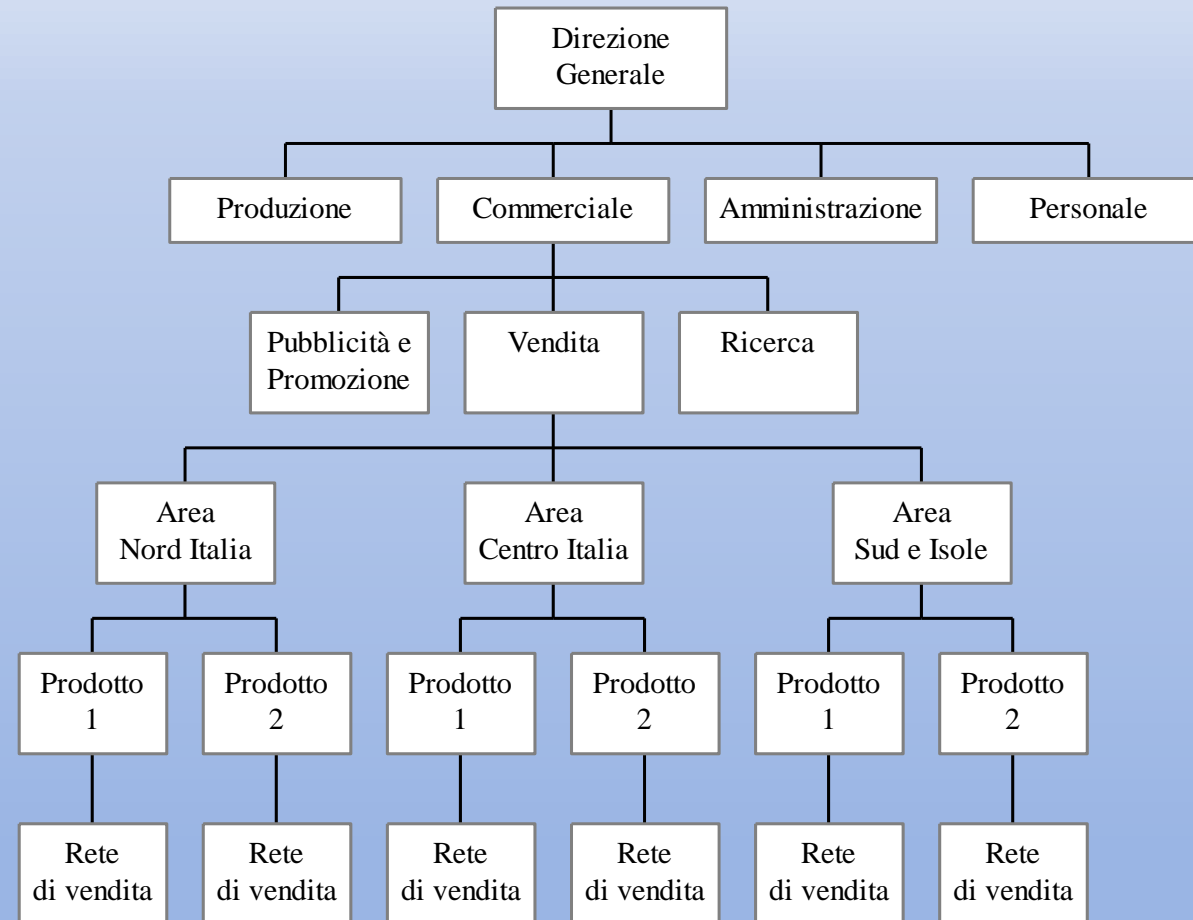 Direzione
Generale
Produzione
Commerciale
Amministrazione
Personale
Pubblicità e
Promozione
Vendita
Ricerca
Area
Nord Italia
Area
Centro Italia
Area
Sud e Isole
Prodotto
1
Prodotto
2
Prodotto
1
Prodotto
2
Prodotto
1
Prodotto
2
Rete
di vendita
Rete
di vendita
Rete
di vendita
Rete
di vendita
Rete
di vendita
Rete
di vendita